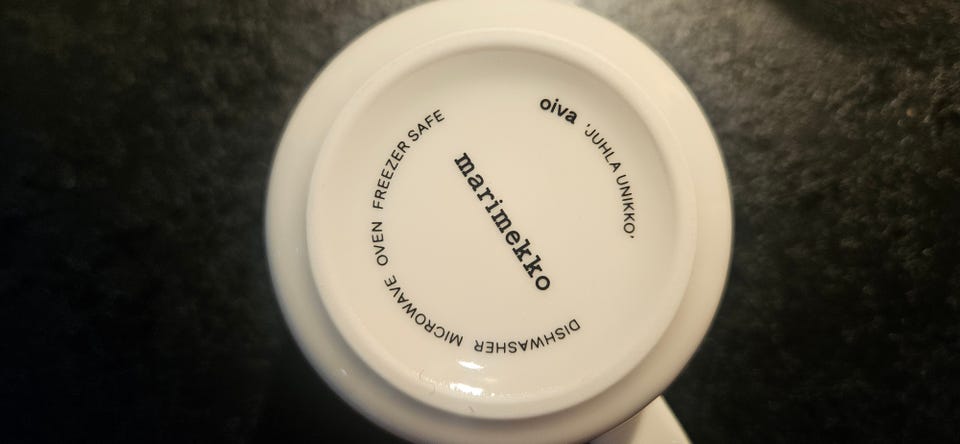 oiva 'JUHLA UNIKKO'
marimekko
DISHWASHER MICROWAVE OVEN FREEZER SAFE